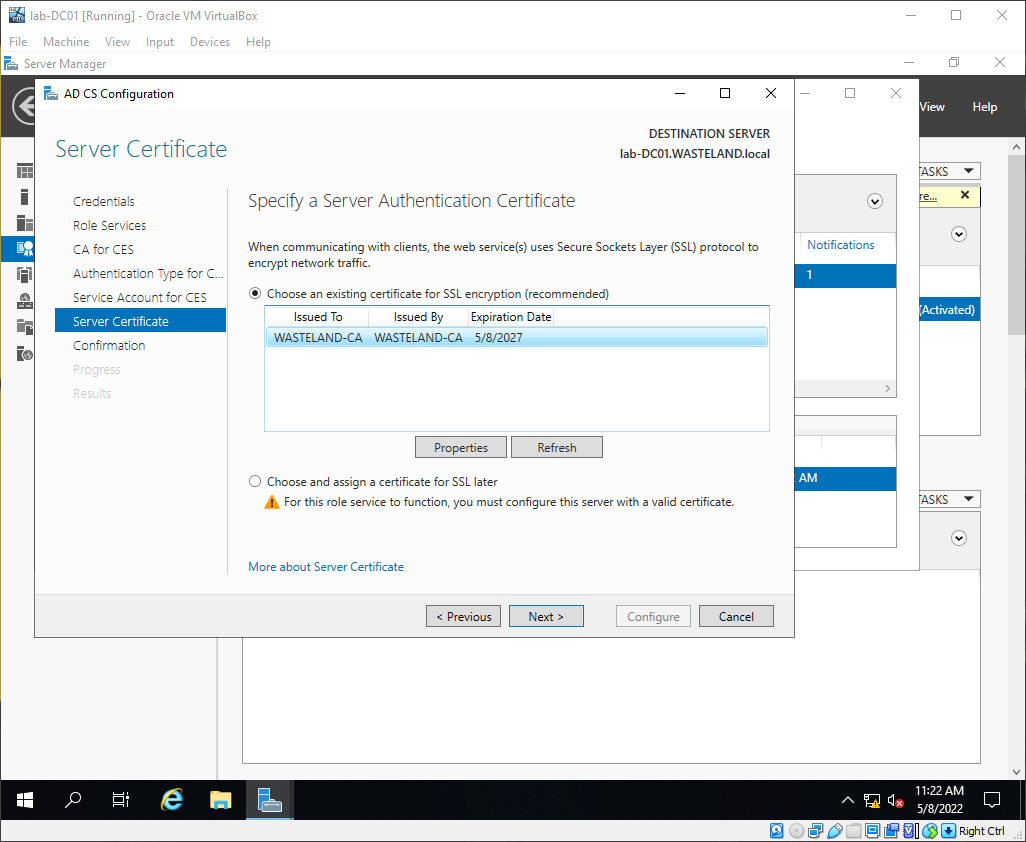 lab-DC01 [Running] - Oracle VM VirtualBox
File Machine View Input Devices Help
Server Manager
AD CS Configuration
View Help
Server Certificate
DESTINATION SERVER
lab-DC01.WASTELAND.local
Credentials
Role Services
CA for CES
Authentication Type for C...
Service Account for CES
Server Certificate
Confirmation
Progress
Results
Specify a Server Authentication Certificate
When communicating with clients, the web service(s) uses Secure Sockets Layer (SSL) protocol to
encrypt network traffic.
Choose an existing certificate for SSL encryption (recommended)
Issued To Issued By Expiration Date
WASTELAND-CA WASTELAND-CA 5/8/2027
Properties Refresh
Choose and assign a certificate for SSL later
For this role service to function, you must configure this server with a valid certificate.
More about Server Certificate
< Previous Next > Configure Cancel
TASKS
re...
Notifications
1
(Activated)
AM
TASKS
11:22 AM
5/8/2022
Right Ctrl